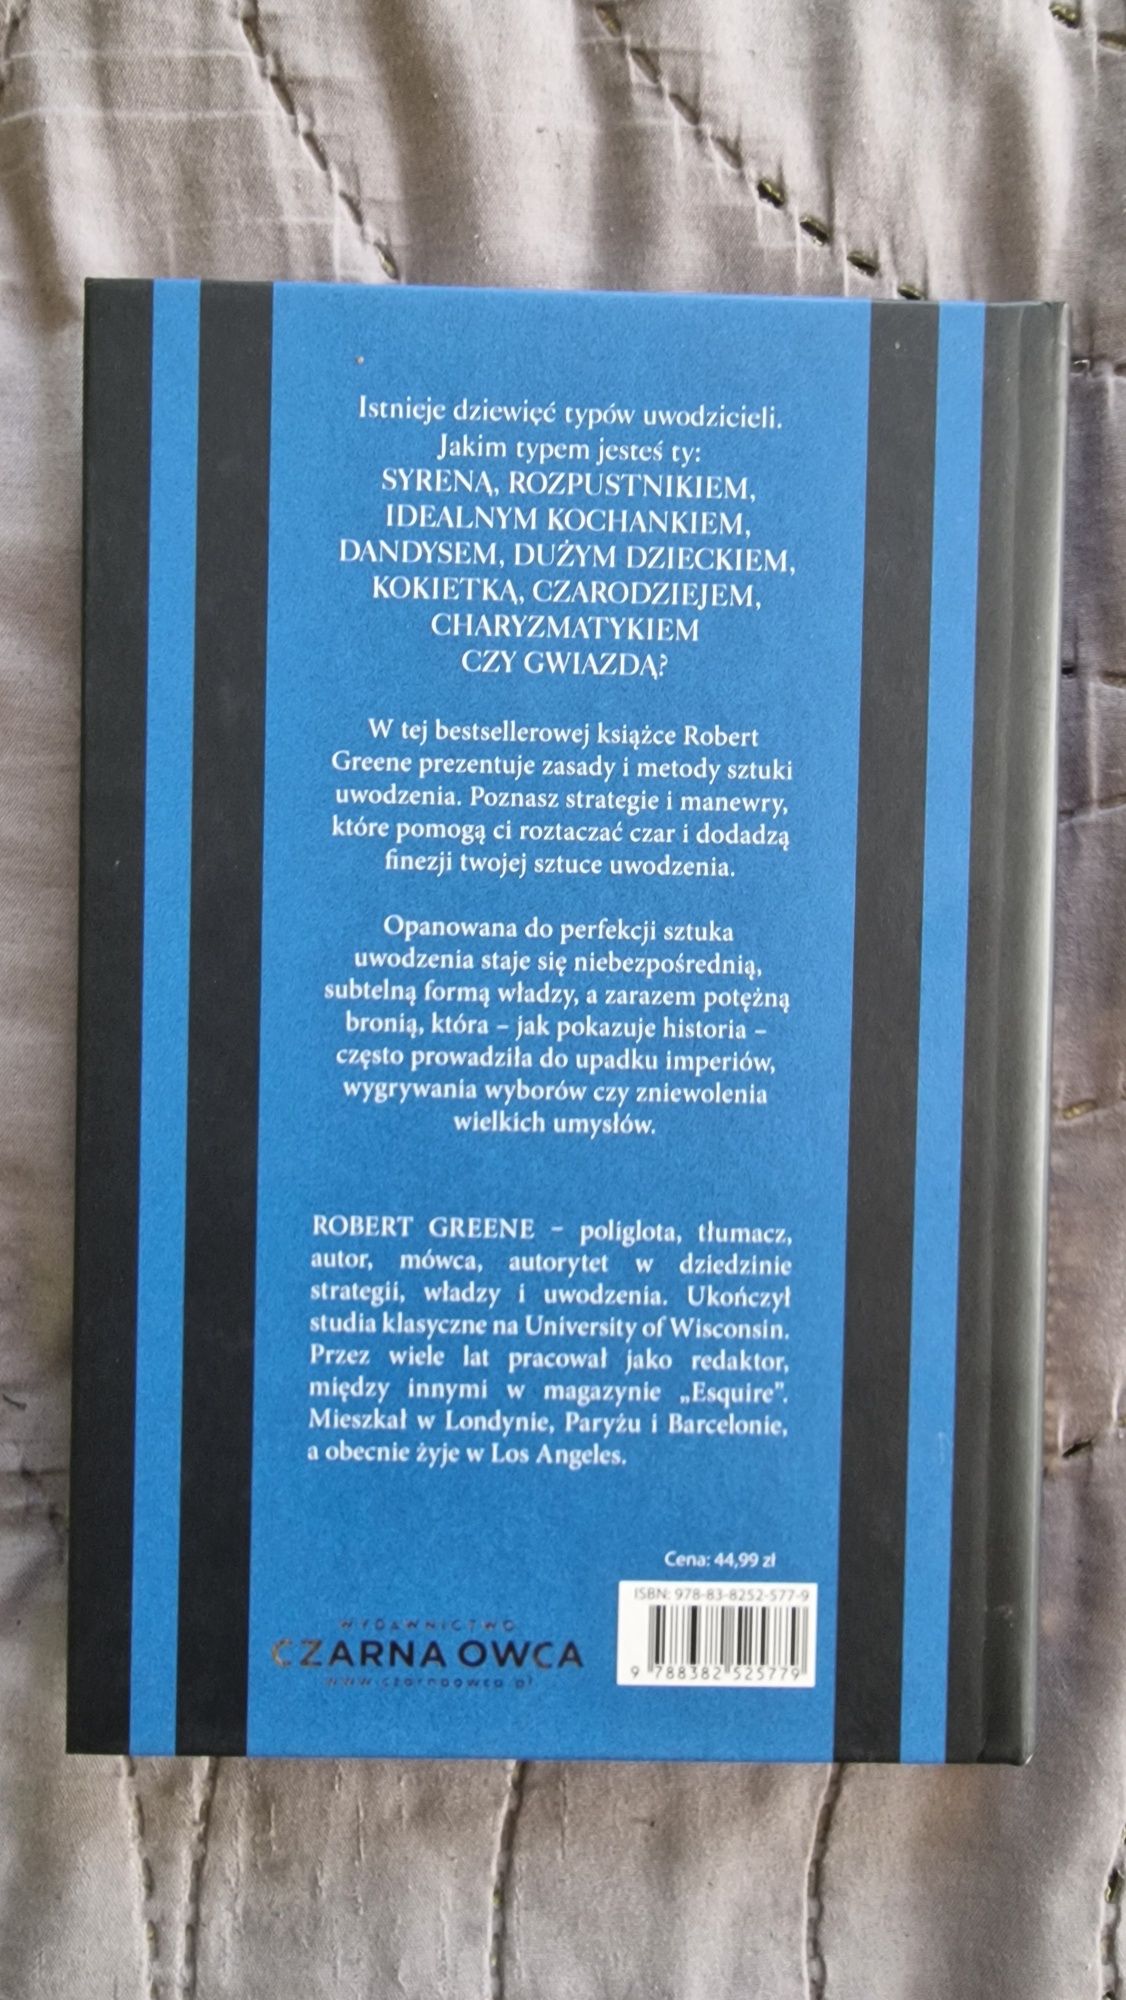 Istnieje dziewięć typów uwodzicieli.
Jakim typem jesteś ty:
SYRENĄ, ROZPUSTNIKIEM,
IDEALNYM KOCHANKIEM,
DANDYSEM, DUŻYM DZIECKIEM,
KOKIETKĄ, CZARODZIEJEM,
CHARYZMATYKIEM
CZY GWIAZDĄ?
W tej bestsellerowej książce Robert
Greene prezentuje zasady i metody sztuki
uwodzenia. Poznasz strategie i manewry,
które pomogą ci roztaczać czar i dodadzą
finezji twojej sztuce uwodzenia.
Opanowana do perfekcji sztuka
uwodzenia staje się niebezpośrednią,
subtelną formą władzy, a zarazem potężną
bronią, która – jak pokazuje historia –
często prowadziła do upadku imperiów,
wygrywania wyborów czy zniewolenia
wielkich umysłów.
ROBERT GREENE – poliglota, tłumacz,
autor, mówca, autorytet w dziedzinie
strategii, władzy i uwodzenia. Ukończył
studia klasyczne na University of Wisconsin.
Przez wiele lat pracował jako redaktor,
między innymi w magazynie „Esquire”.
Mieszkał w Londynie, Paryżu i Barcelonie,
a obecnie żyje w Los Angeles.
Cena: 44,99 zł
ISBN: 978-83-8252-577-9
9 788382 525779
WYDAWNICTWO
CZARNA OWCA
www.czarnaowca.pl